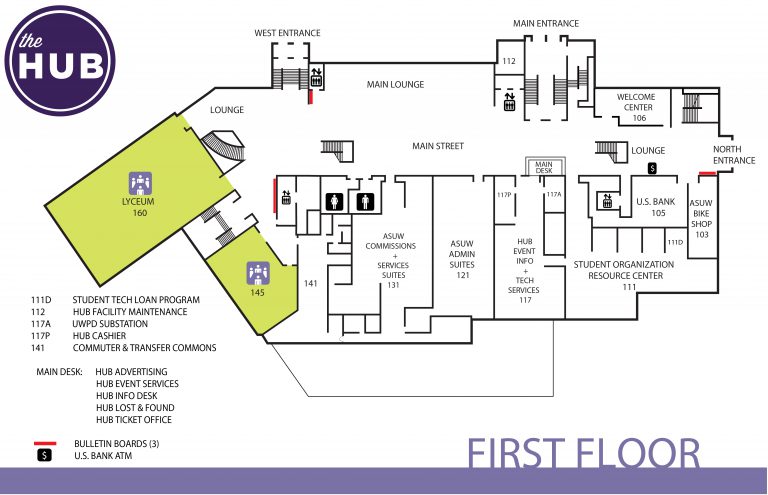 the
HUB
MAIN ENTRANCE
WEST ENTRANCE
112
MAIN LOUNGE
WELCOME
CENTER
106
LOUNGE
MAIN STREET
LOUNGE
NORTH
ENTRANCE
MAIN
DESK
$
LYCEUM
160
117P
117A
U.S. BANK
105
ASUW
BIKE
SHOP
103
ASUW
COMMISSIONS
+
SERVICES
SUITES
131
ASUW
ADMIN
SUITES
121
HUB
EVENT
INFO
+
TECH
SERVICES
117
111D
STUDENT ORGANIZATION
RESOURCE CENTER
111
145
141
111D STUDENT TECH LOAN PROGRAM
112 HUB FACILITY MAINTENANCE
117A UWPD SUBSTATION
117P HUB CASHIER
141 COMMUTER & TRANSFER COMMONS
MAIN DESK: HUB ADVERTISING
HUB EVENT SERVICES
HUB INFO DESK
HUB LOST & FOUND
HUB TICKET OFFICE
BULLETIN BOARDS (3)
$ U.S. BANK ATM
FIRST FLOOR